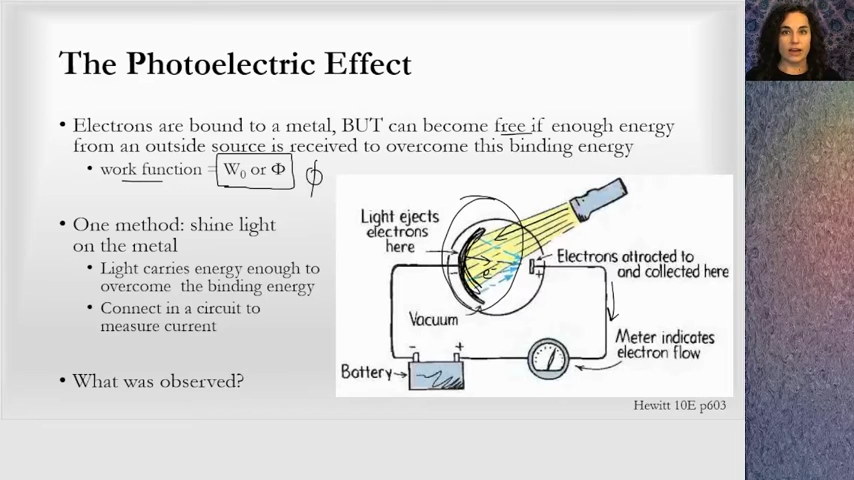 The Photoelectric Effect
• Electrons are bound to a metal, BUT can become free if enough energy
from an outside source is received to overcome this binding energy
• work function = W₀ or Φ ϕ
• One method: shine light
on the metal
• Light carries energy enough to
overcome the binding energy
• Connect in a circuit to
measure current
• What was observed?
Light ejects
electrons
here
e-
Electrons attracted to
and collected here
Vacuum
Meter indicates
electron flow
- +
Battery
Hewitt 10E p603